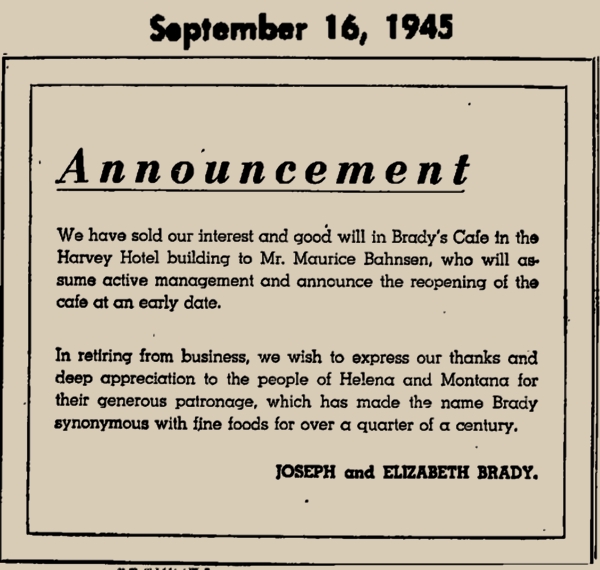 September 16, 1945
Announcement
We have sold our interest and good will in Brady's Cafe in the
Harvey Hotel building to Mr. Maurice Bahnsen, who will as-
sume active management and announce the reopening of the
cafe at an early date.
In retiring from business, we wish to express our thanks and
deep appreciation to the people of Helena and Montana for
their generous patronage, which has made the name Brady
synonymous with fine foods for over a quarter of a century.
JOSEPH and ELIZABETH BRADY.